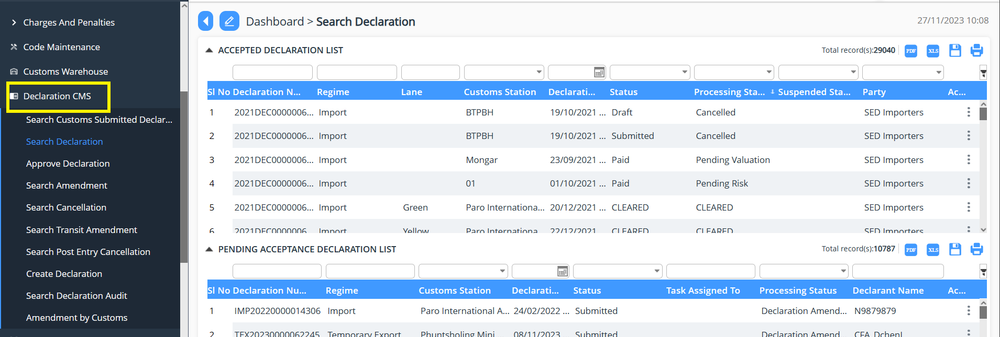 Charges And Penalties
Code Maintenance
Customs Warehouse
Declaration CMS
Search Customs Submitted Declar...
Search Declaration
Approve Declaration
Search Amendment
Search Cancellation
Search Transit Amendment
Search Post Entry Cancellation
Create Declaration
Search Declaration Audit
Amendment by Customs
Dashboard > Search Declaration
27/11/2023 10:08
ACCEPTED DECLARATION LIST Total record(s):29040 PDF XLS
Sl No Declaration N... Regime Lane Customs Station Declarati... Status Processing Sta... Suspended Sta... Party Ac...
1 2021DEC0000006... Import BTPBH 19/10/2021 ... Draft Cancelled SED Importers
2 2021DEC0000006... Import BTPBH 19/10/2021 ... Submitted Cancelled SED Importers
3 2021DEC0000006... Import Mongar 23/09/2021 ... Paid Pending Valuation SED Importers
4 2021DEC0000006... Import 01 01/10/2021 ... Paid Pending Risk SED Importers
5 2021DEC0000006... Import Green Paro Internationa... 20/12/2021 ... CLEARED CLEARED SED Importers
6 2021DEC0000006 Import Yellow Paro Internationa 22/12/2021 CLEARED CLEARED SED Importers
PENDING ACCEPTANCE DECLARATION LIST Total record(s):10787 PDF XLS
Sl No Declaration Nu... Regime Customs Station Declarati... Status Task Assigned To Processing Status Declarant Name Ac...
1 IMP20220000014306 Import Paro International A... 24/02/2022 ... Submitted Declaration Amend... N9879879
2 TEX20230000062245 Temporary Export Phuntsholing Mini 08/11/2023 Submitted Declaration Amend